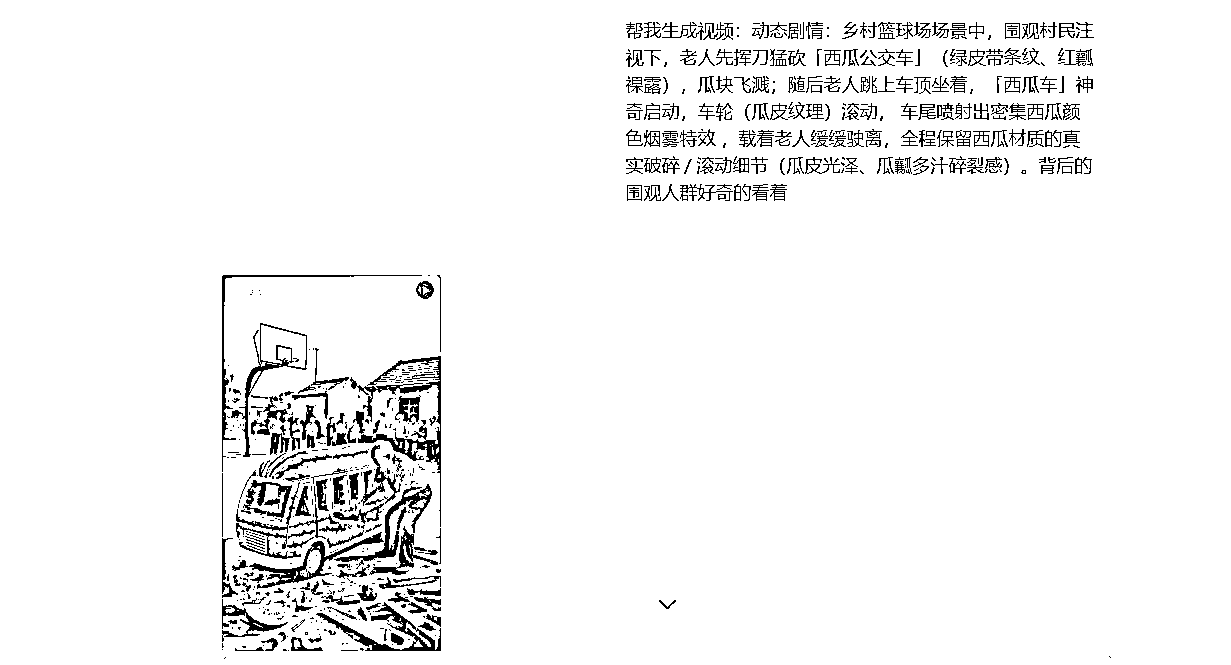 帮我生成视频：动态剧情：乡村篮球场场景中，围观村民注
视下，老人先挥刀猛砍「西瓜公交车」（绿皮带条纹、红瓤
裸露），瓜块飞溅；随后老人跳上车顶坐着，「西瓜车」神
奇启动，车轮（瓜皮纹理）滚动， 车尾喷射出密集西瓜颜
色烟雾特效 ，载着老人缓缓驶离，全程保留西瓜材质的真
实破碎 / 滚动细节（瓜皮光泽、瓜瓤多汁碎裂感）。背后的
围观人群好奇的看着